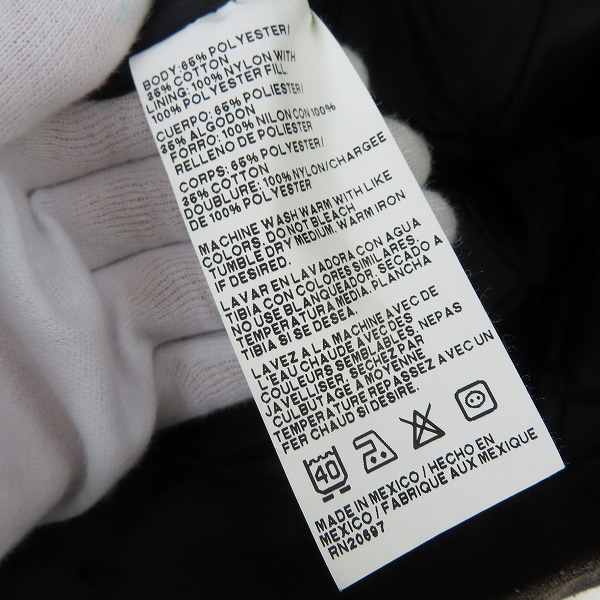 BODY: 65% POLYESTER/
35% COTTON
LINING: 100% NYLON WITH
100% POLYESTER FILL.
CUERPO: 65% POLIESTER/
35% ALGODON
FORRO: 100% NILON CON 100%
RELLENO DE POLIESTER
CORPS: 65% POLYESTER/
35% COTTON
DOUBLURE: 100% NYLON/CHARGEE
DE 100% POLYESTER
MACHINE WASH WARM WITH LIKE
COLORS. DO NOT BLEACH
TUMBLE DRY MEDIUM. WARM IRON
IF DESIRED.
LAVAR EN LAVADORA CON AGUA
TIBIA CON COLORES SIMILARES.
NO USE BLANQUEADOR. SECADO A
TEMPERATURA MEDIA. PLANCHA
TIBIA SI SE DESEA.
LAVEZ A LA MACHINE AVEC DE
L'EAU CHAUDE AVEC DES
COULEURS SEMBLABLES. NEPAS
JAVELLISER. SÉCHEZ PAR
CULBUTAGE A MOYENNE
TEMPERATURE REPASSEZ AVEC UN
FER CHAUD SI DESIRE.
40
MADE IN MEXICO / HECHO EN
MEXICO / FABRIQUE AUX MEXIQUE
RN20697